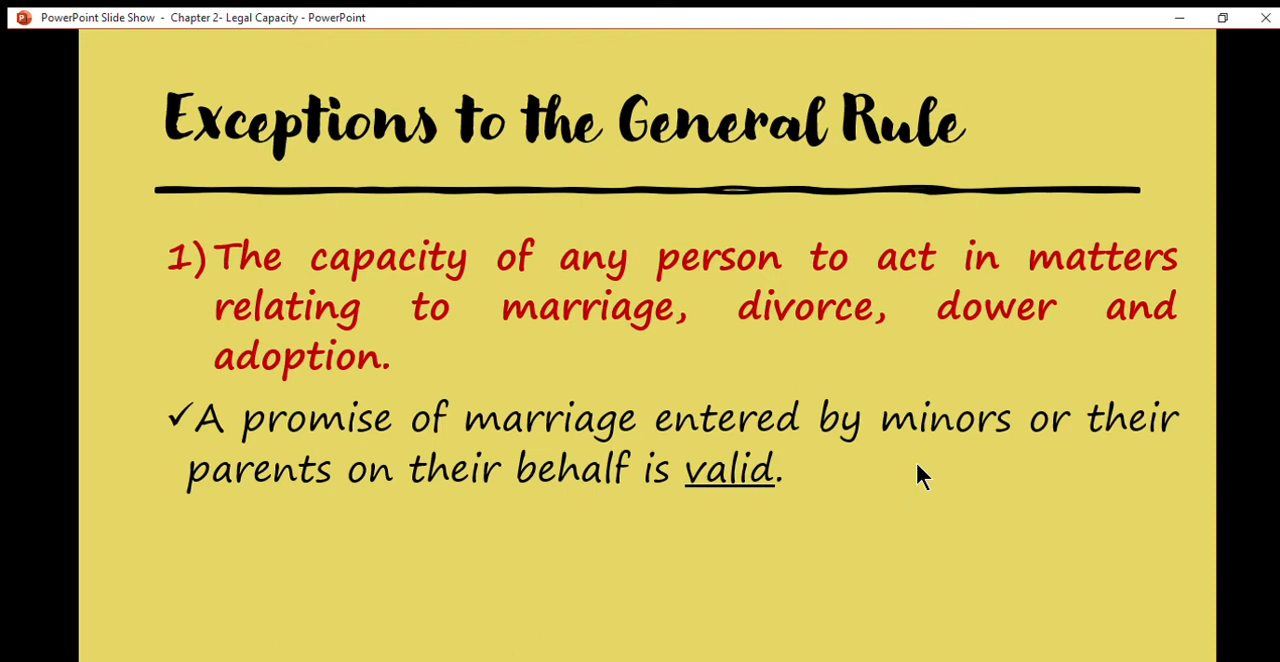 PowerPoint Slide Show - Chapter 2- Legal Capacity - PowerPoint
Exceptions to the General Rule
1) The capacity of any person to act in matters
relating to marriage, divorce, dower and
adoption.
✓A promise of marriage entered by minors or their
parents on their behalf is valid.